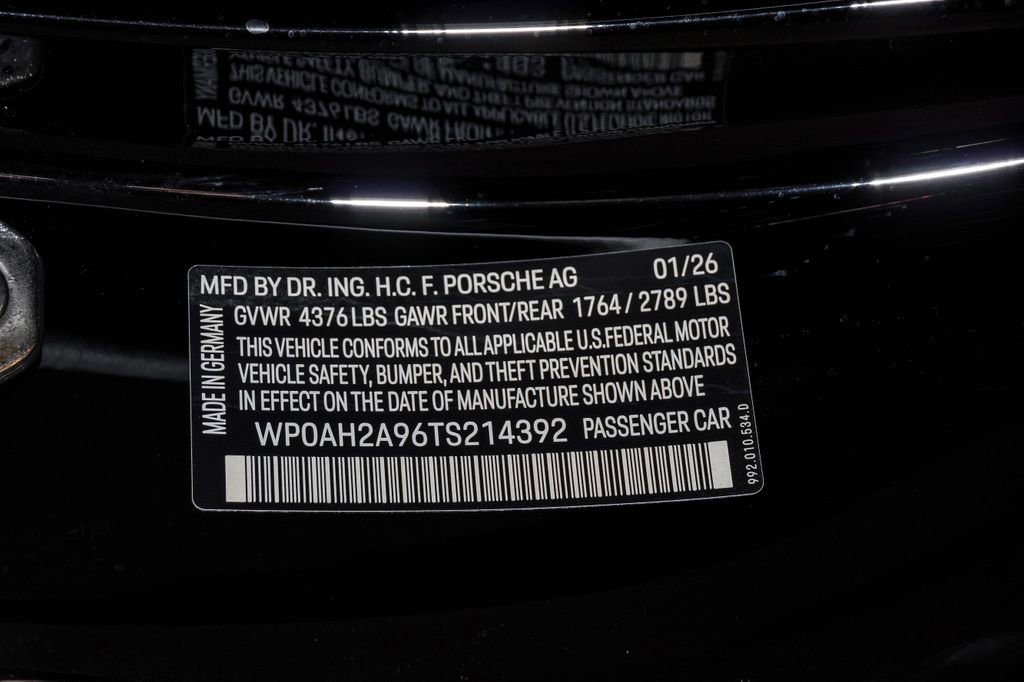 MFD BY DR. ING. H.C. F. PORSCHE AG 01/26
GVWR 4376 LBS GAWR FRONT/REAR 1764 / 2789 LBS
THIS VEHICLE CONFORMS TO ALL APPLICABLE U.S.FEDERAL MOTOR
VEHICLE SAFETY, BUMPER, AND THEFT PREVENTION STANDARDS
IN EFFECT ON THE DATE OF MANUFACTURE SHOWN ABOVE
WP0AH2A96TS214392 PASSENGER CAR
MADE IN GERMANY
992.010.534.D